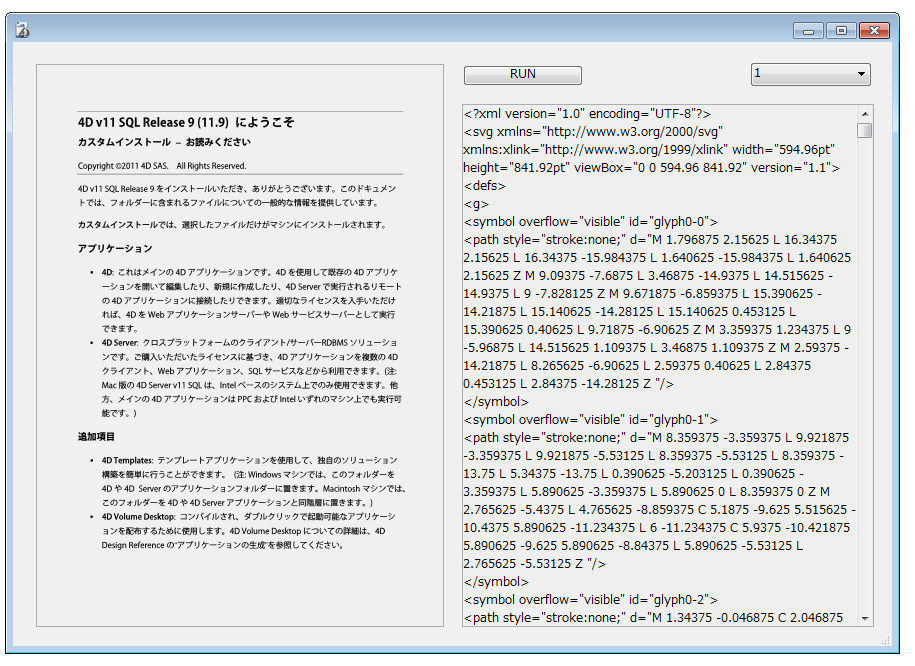 4D v11 SQL Release 9 (11.9) にようこそ
カスタムインストール – お読みください
Copyright ©2011 4D SAS. All Rights Reserved.
4D v11 SQL Release 9 をインストールいただき、ありがとうございます。このドキュメン
トでは、フォルダーに含まれるファイルについての一般的な情報を提供しています。
カスタムインストールでは、選択したファイルだけがマシンにインストールされます。
アプリケーション
• 4D: これはメインの 4D アプリケーションです。4D を使用して既存の 4D アプリケ
ーションを開いて編集したり、新規に作成したり、4D Server で実行されるリモート
の 4D アプリケーションに接続したりできます。適切なライセンスを入手いただけ
れば、4D を Web アプリケーションサーバーや Web サービスサーバーとして実行
できます。
• 4D Server: クロスプラットフォームのクライアント/サーバーRDBMS ソリューショ
ンです。ご購入いただいたライセンスに基づき、4D アプリケーションを複数の 4D
クライアント、Web アプリケーション、SQL サービスなどから利用できます。(注:
Mac 版の 4D Server v11 SQL は、Intel ベースのシステム上でのみ使用できます。他
方、メインの 4D アプリケーションは PPC および Intel いずれのマシン上でも実行可
能です。)
追加項目
• 4D Templates: テンプレートアプリケーションを使用して、独自のソリューション
構築を簡単に行うことができます。 (注: Windows マシンでは、このフォルダーを
4D や 4D Server のアプリケーションフォルダーに置きます。Macintosh マシンでは、
このフォルダーを 4D や 4D Server アプリケーションと同階層に置きます。)
• 4D Volume Desktop: コンパイルされ、ダブルクリックで起動可能なアプリケーシ
ョンを配布するために使用します。4D Volume Desktop についての詳細は、4D
Design Reference の"アプリケーションの生成"を参照してください。
RUN
1
<?xml version="1.0" encoding="UTF-8"?>
<svg xmlns="http://www.w3.org/2000/svg"
xmlns:xlink="http://www.w3.org/1999/xlink" width="594.96pt"
height="841.92pt" viewBox="0 0 594.96 841.92" version="1.1">
<defs>
<g>
<symbol overflow="visible" id="glyph0-0">
<path style="stroke:none;" d="M 1.796875 2.15625 L 16.34375
2.15625 L 16.34375 -15.984375 L 1.640625 -15.984375 L 1.640625
2.15625 Z M 9.09375 -7.6875 L 3.46875 -14.9375 L 14.515625 -
14.9375 L 9 -7.828125 Z M 9.671875 -6.859375 L 15.390625 -
14.21875 L 15.140625 -14.28125 L 15.140625 0.453125 L
15.390625 0.40625 L 9.71875 -6.90625 Z M 3.359375 1.234375 L 9
-5.96875 L 14.515625 1.109375 L 3.46875 1.109375 Z M 2.59375 -
14.21875 L 8.265625 -6.90625 L 2.59375 0.40625 L 2.84375
0.453125 L 2.84375 -14.28125 Z "/>
</symbol>
<symbol overflow="visible" id="glyph0-1">
<path style="stroke:none;" d="M 8.359375 -3.359375 L 9.921875
-3.359375 L 9.921875 -5.53125 L 8.359375 -5.53125 L 8.359375 -
13.75 L 5.34375 -13.75 L 0.390625 -5.203125 L 0.390625 -
3.359375 L 5.890625 -3.359375 L 5.890625 0 L 8.359375 0 Z M
2.765625 -5.4375 L 4.765625 -8.859375 C 5.1875 -9.625 5.515625 -
10.4375 5.890625 -11.234375 L 6 -11.234375 C 5.9375 -10.421875
5.890625 -9.625 5.890625 -8.84375 L 5.890625 -5.53125 L
2.765625 -5.53125 Z "/>
</symbol>
<symbol overflow="visible" id="glyph0-2">
<path style="stroke:none;" d="M 1.34375 -0.046875 C 2.046875